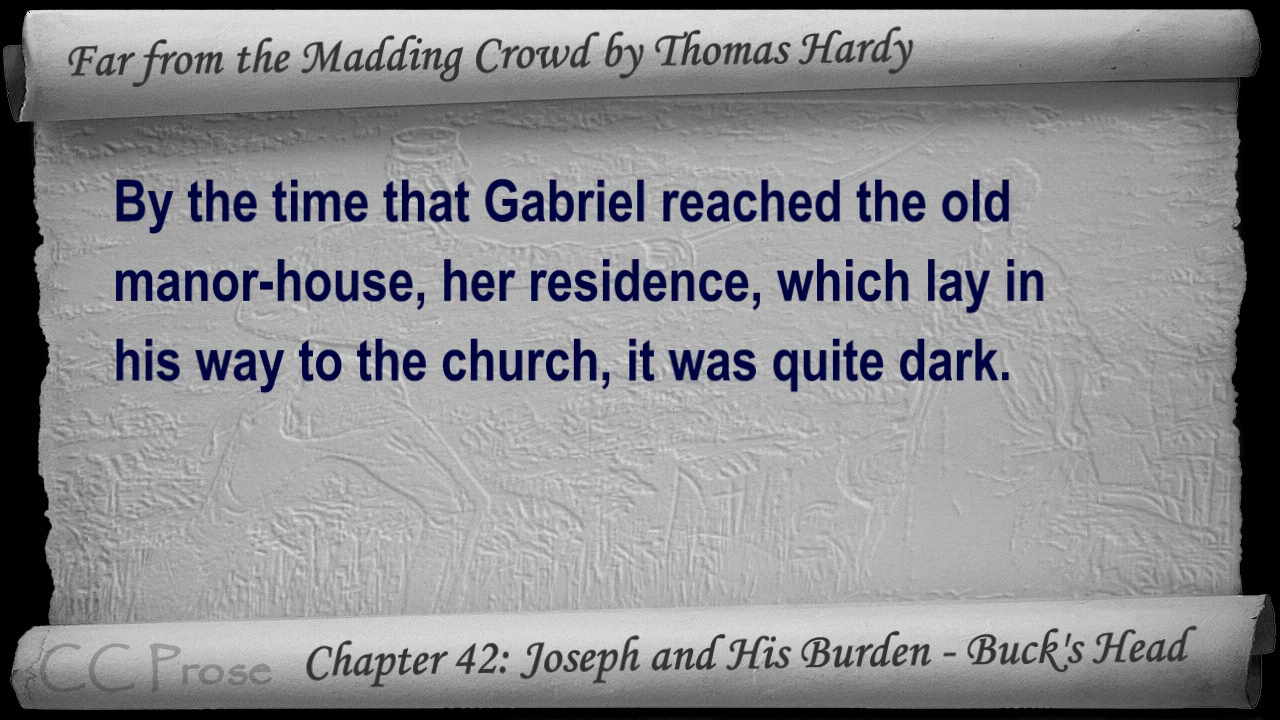 Far from the Madding Crowd by Thomas Hardy
By the time that Gabriel reached the old
manor-house, her residence, which lay in
his way to the church, it was quite dark.
CC Prose
Chapter 42: Joseph and His Burden - Buck's Head